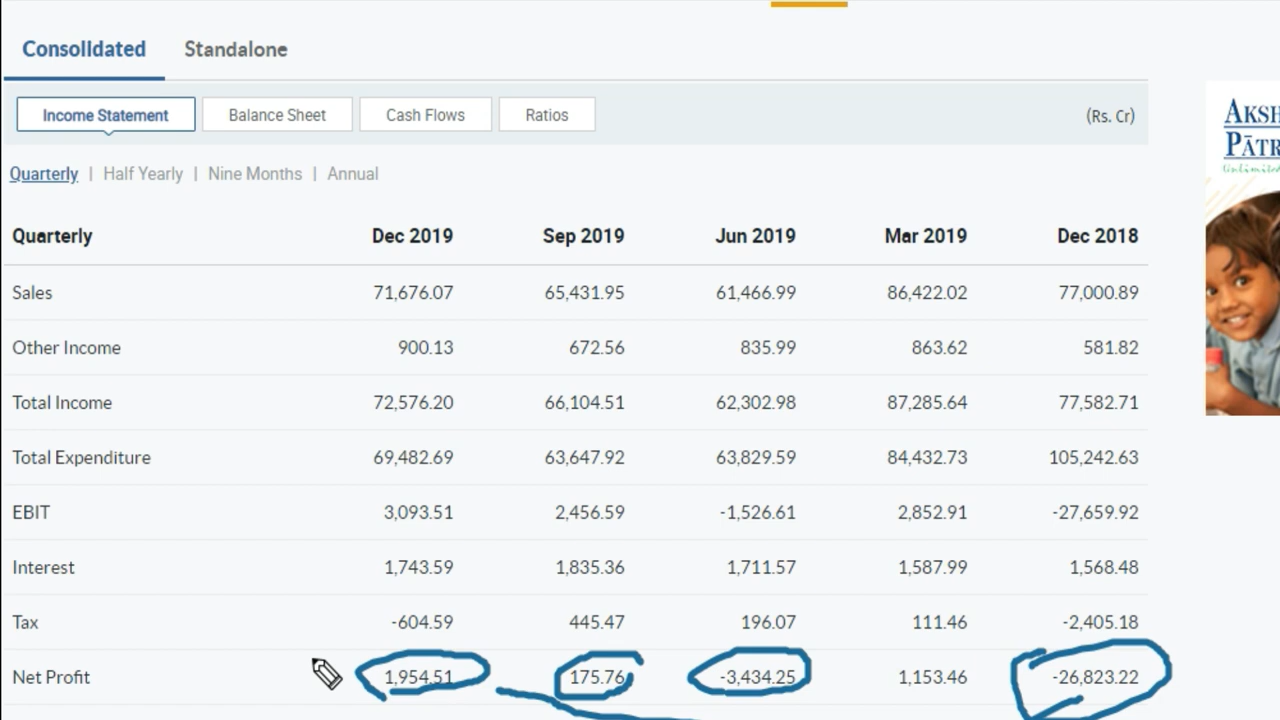 Consolidated Standalone
Income Statement Balance Sheet Cash Flows Ratios (Rs. Cr)
Quarterly | Half Yearly | Nine Months | Annual
Quarterly Dec 2019 Sep 2019 Jun 2019 Mar 2019 Dec 2018
Sales 71,676.07 65,431.95 61,466.99 86,422.02 77,000.89
Other Income 900.13 672.56 835.99 863.62 581.82
Total Income 72,576.20 66,104.51 62,302.98 87,285.64 77,582.71
Total Expenditure 69,482.69 63,647.92 63,829.59 84,432.73 105,242.63
EBIT 3,093.51 2,456.59 -1,526.61 2,852.91 -27,659.92
Interest 1,743.59 1,835.36 1,711.57 1,587.99 1,568.48
Tax -604.59 445.47 196.07 111.46 -2,405.18
Net Profit 1,954.51 175.76 -3,434.25 1,153.46 -26,823.22
AKSH
PĀTR
Unlimited